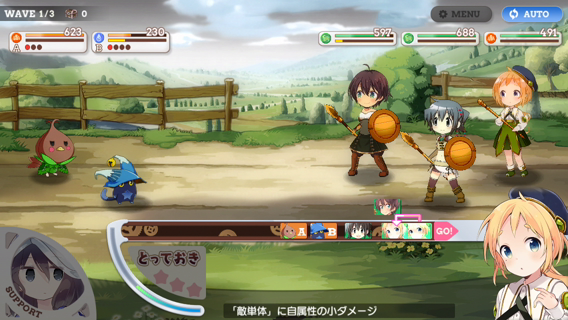 WAVE 1/3 0
MENU
AUTO
623
A
230
B
597
688
491
A
B
GO!
とっておき
SUPPORT
「敵単体」に自属性の小ダメージ